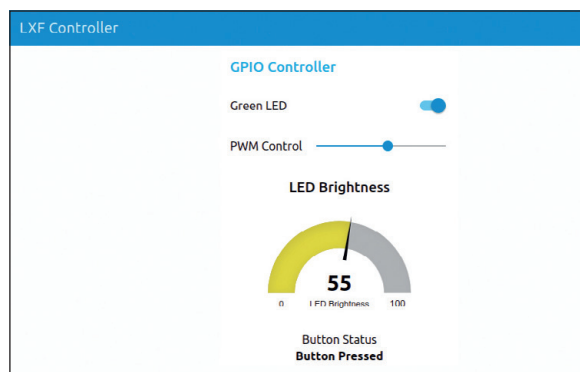 LXF Controller
GPIO Controller
Green LED
PWM Control
LED Brightness
55
0 LED Brightness 100
Button Status
Button Pressed